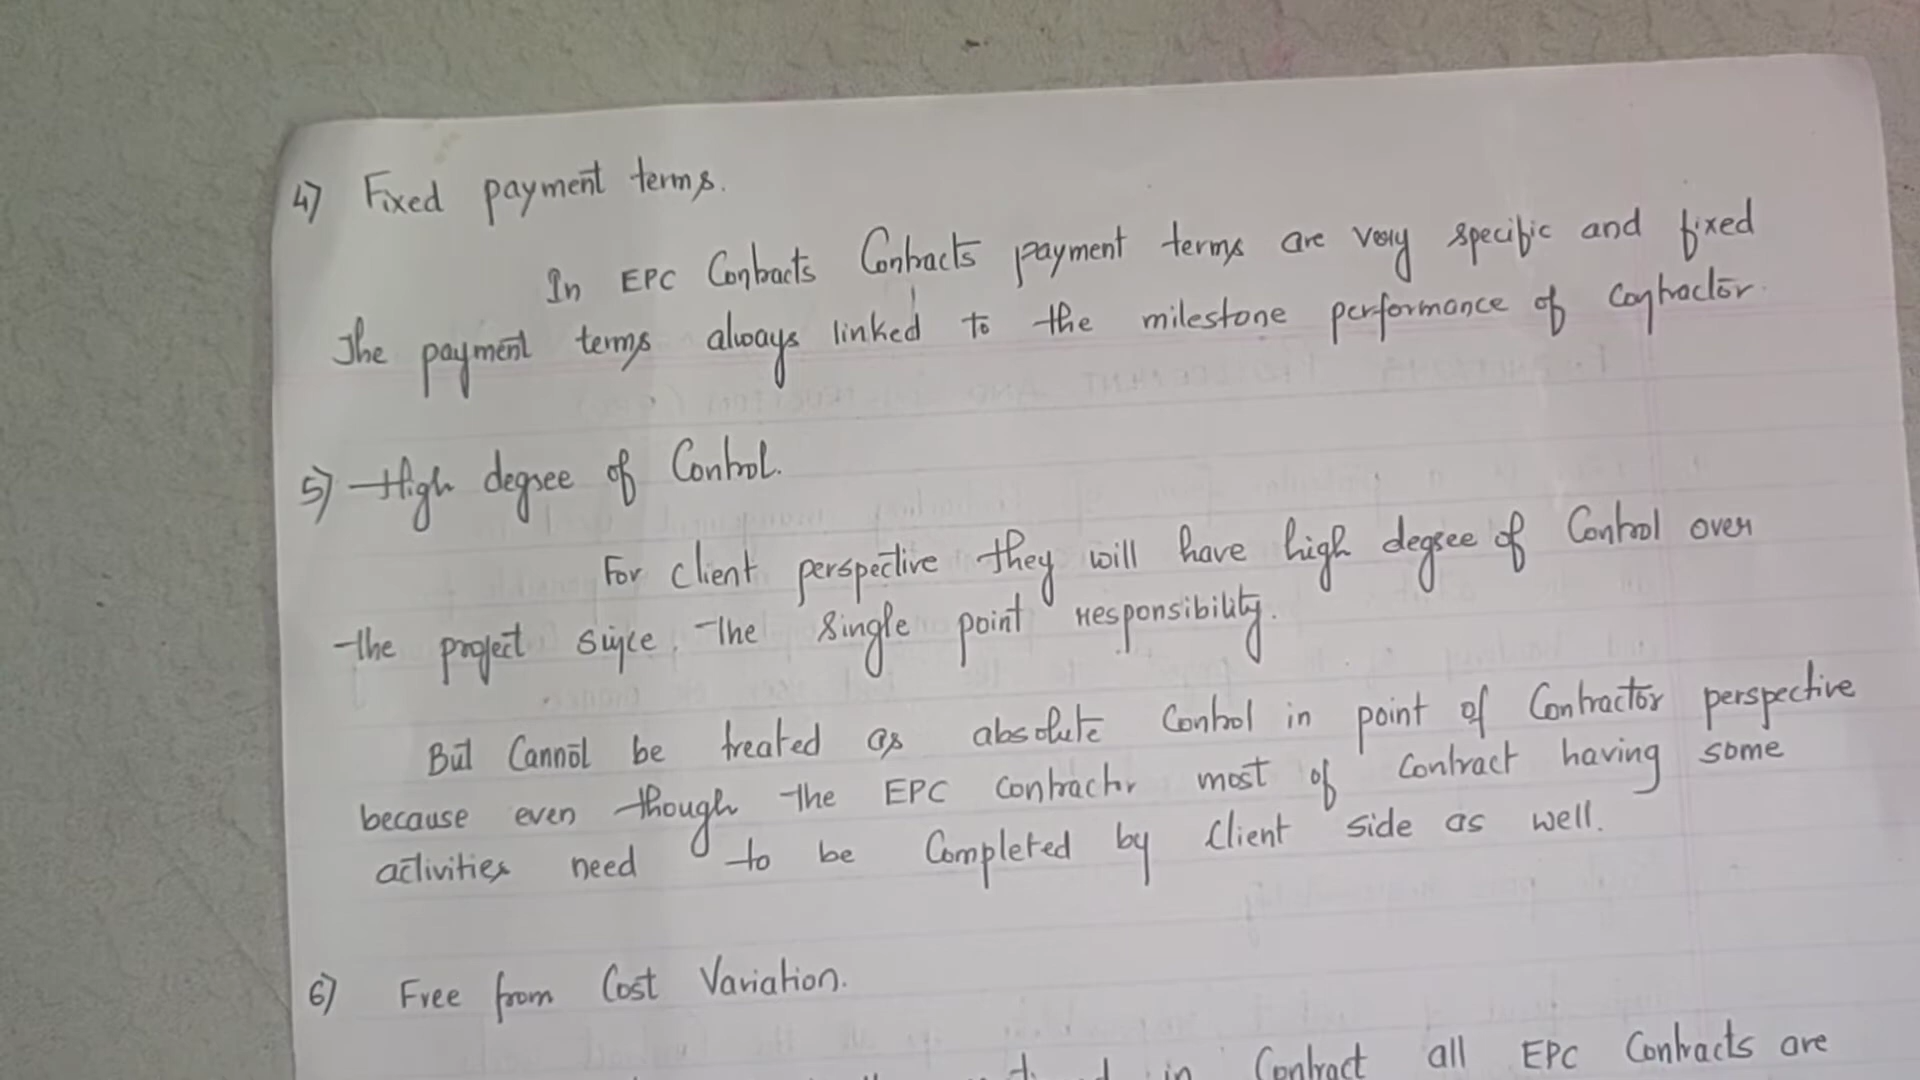 4) Fixed payment terms.
In EPC Contracts Contracts payment terms are very specific and fixed
The payment terms always linked to the milestone performance of contractor.
5) High degree of Control.
For client perspective they will have high degree of Control over
the project since the single point responsibility.
But Cannot be treated as absolute Control in point of Contractor perspective
because even though the EPC contractor most of contract having some
activities need to be Completed by Client side as well.
6) Free from Cost Variation.
in Contract all EPC Contracts are